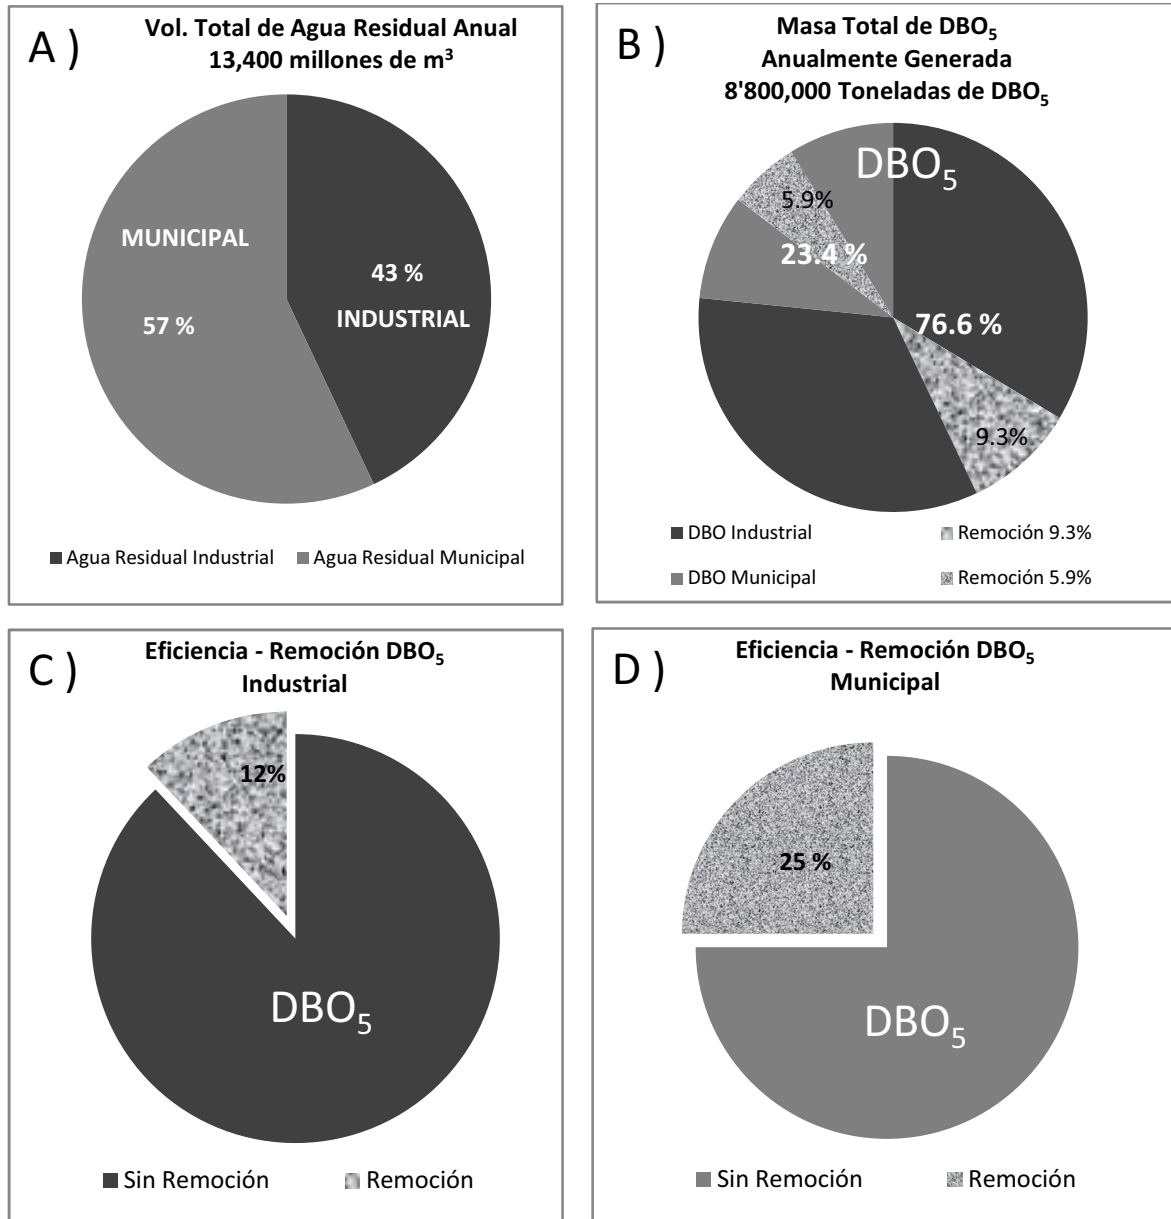 A )
Vol. Total de Agua Residual Anual
13,400 millones de m³
MUNICIPAL
57 %
43 %
INDUSTRIAL
Agua Residual Industrial
Agua Residual Municipal
B )
Masa Total de DBO₅
Anualmente Generada
8'800,000 Toneladas de DBO₅
DBO₅
5.9%
23.4 %
76.6 %
9.3%
DBO Industrial
Remoción 9.3%
DBO Municipal
Remoción 5.9%
C )
Eficiencia - Remoción DBO₅
Industrial
12%
DBO₅
Sin Remoción
Remoción
D )
Eficiencia - Remoción DBO₅
Municipal
25 %
DBO₅
Sin Remoción
Remoción